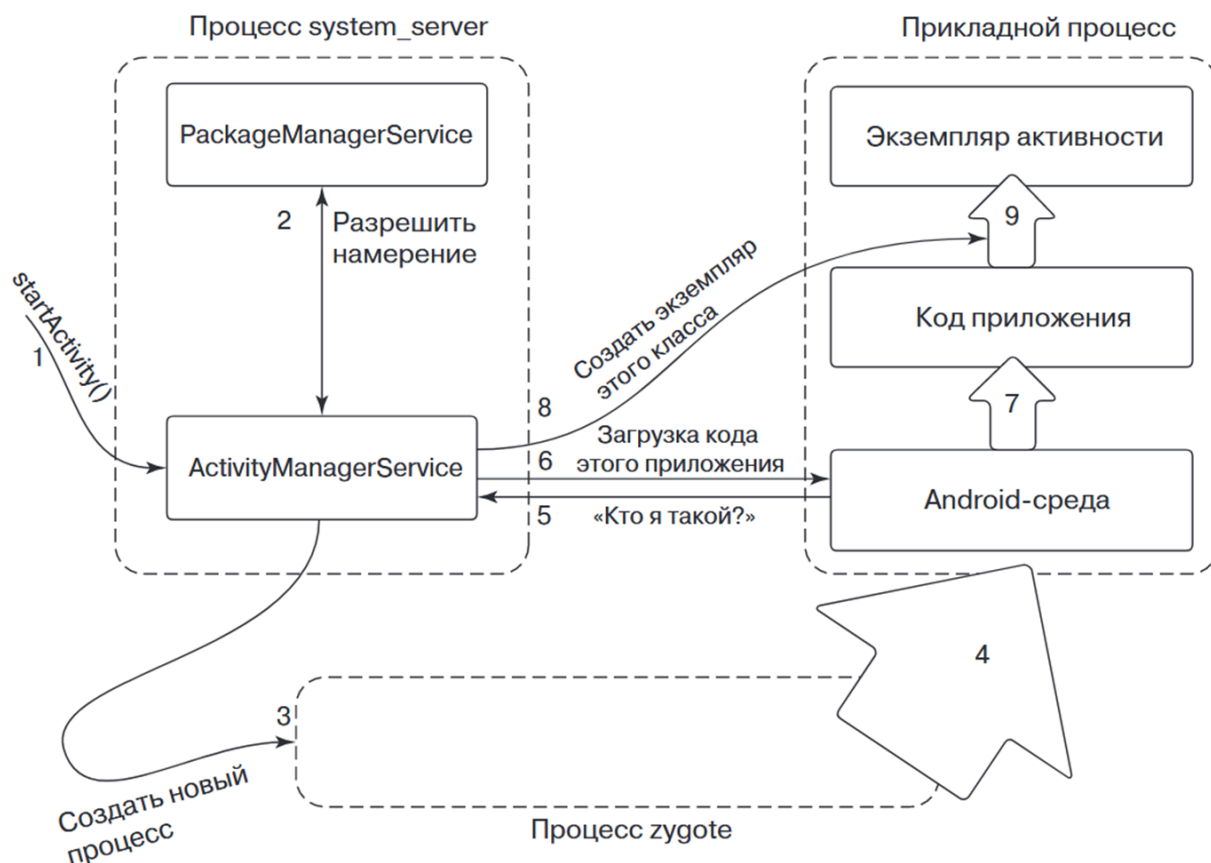 Процесс system_server
Прикладной процесс
PackageManagerService
Экземпляр активности
2
Разрешить
намерение
9
startActivity()
1
Создать экземпляр
этого класса
Код приложения
7
8
ActivityManagerService
Загрузка кода
6
этого приложения
5
«Кто я такой?»
Android-среда
4
3
Создать новый
процесс
Процесс zygote